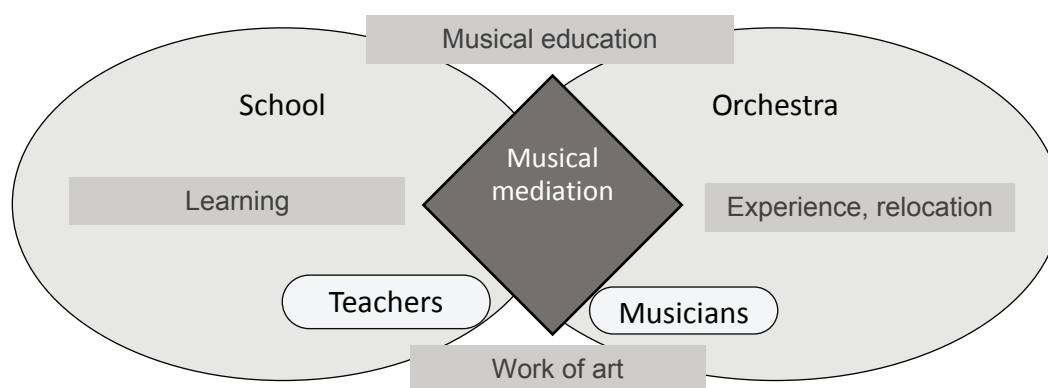 Musical education
School
Orchestra
Musical
mediation
Learning
Experience, relocation
Teachers
Musicians
Work of art